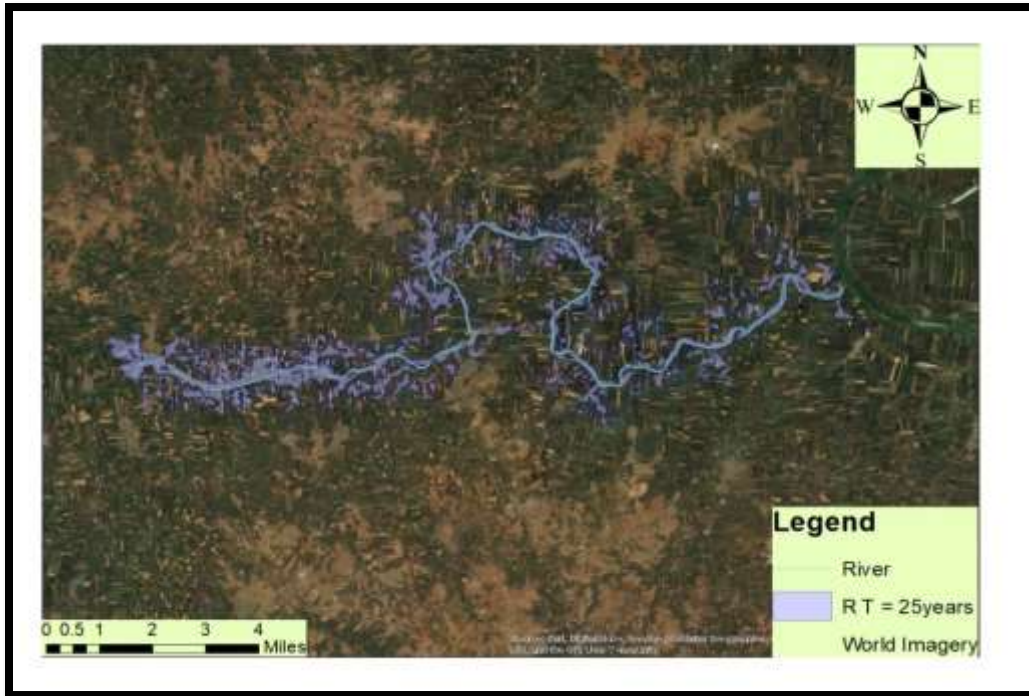 N
W E
S
Legend
River
R T = 25years
World Imagery
0 0.5 1 2 3 4
Miles